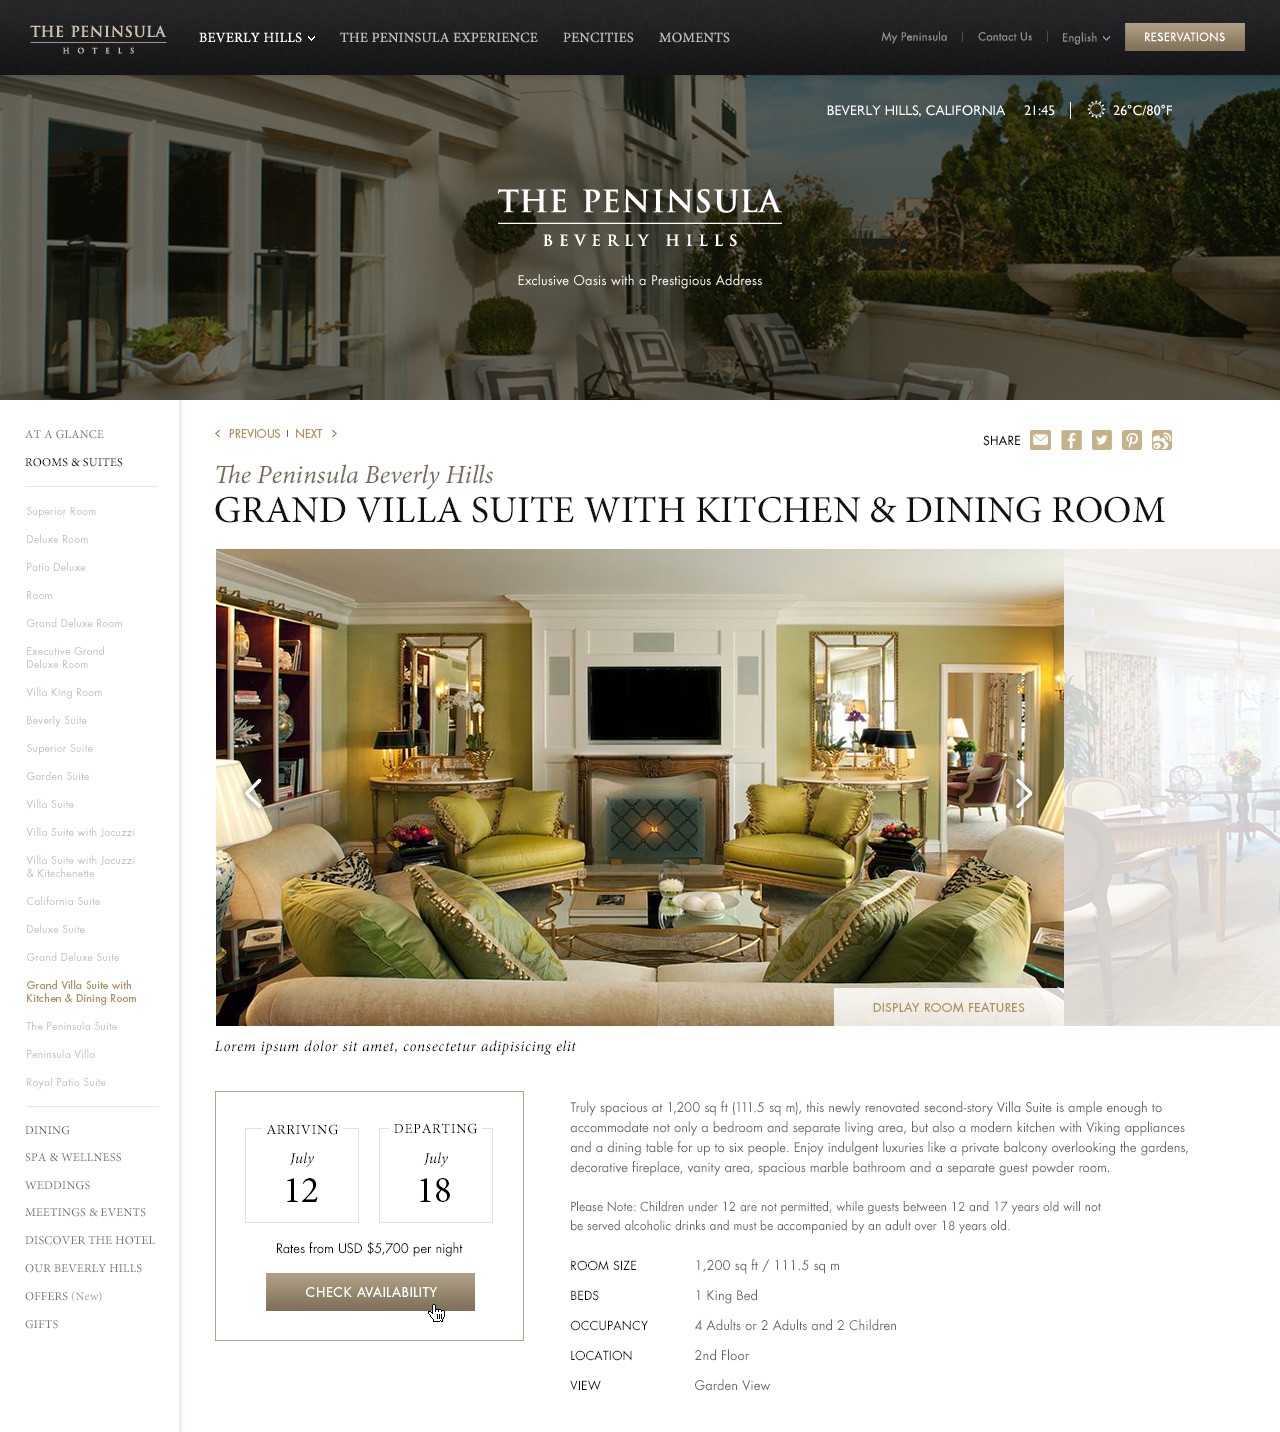 THE PENINSULA
HOTELS
BEVERLY HILLS
THE PENINSULA EXPERIENCE
PENCITIES
MOMENTS
My Peninsula
Contact Us
English
RESERVATIONS
BEVERLY HILLS, CALIFORNIA 21:45 26°C/80°F
THE PENINSULA
BEVERLY HILLS
Exclusive Oasis with a Prestigious Address
AT A GLANCE
ROOMS & SUITES
Superior Room
Deluxe Room
Patio Deluxe
Room
Grand Deluxe Room
Executive Grand
Deluxe Room
Villa King Room
Beverly Suite
Superior Suite
Garden Suite
Villa Suite
Villa Suite with Jacuzzi
Villa Suite with Jacuzzi
& Kitechenette
California Suite
Deluxe Suite
Grand Deluxe Suite
Grand Villa Suite with
Kitchen & Dining Room
The Peninsula Suite
Peninsula Villa
Royal Patio Suite
DINING
SPA & WELLNESS
WEDDINGS
MEETINGS & EVENTS
DISCOVER THE HOTEL
OUR BEVERLY HILLS
OFFERS (New)
GIFTS
PREVIOUS
NEXT
SHARE
The Peninsula Beverly Hills
GRAND VILLA SUITE WITH KITCHEN & DINING ROOM
DISPLAY ROOM FEATURES
Lorem ipsum dolor sit amet, consectetur adipisicing elit
ARRIVING
July
12
DEPARTING
July
18
Rates from USD $5,700 per night
CHECK AVAILABILITY
Truly spacious at 1,200 sq ft (111.5 sq m), this newly renovated second-story Villa Suite is ample enough to
accommodate not only a bedroom and separate living area, but also a modern kitchen with Viking appliances
and a dining table for up to six people. Enjoy indulgent luxuries like a private balcony overlooking the gardens,
decorative fireplace, vanity area, spacious marble bathroom and a separate guest powder room.
Please Note: Children under 12 are not permitted, while guests between 12 and 17 years old will not
be served alcoholic drinks and must be accompanied by an adult over 18 years old.
ROOM SIZE 1,200 sq ft / 111.5 sq m
BEDS 1 King Bed
OCCUPANCY 4 Adults or 2 Adults and 2 Children
LOCATION 2nd Floor
VIEW Garden View